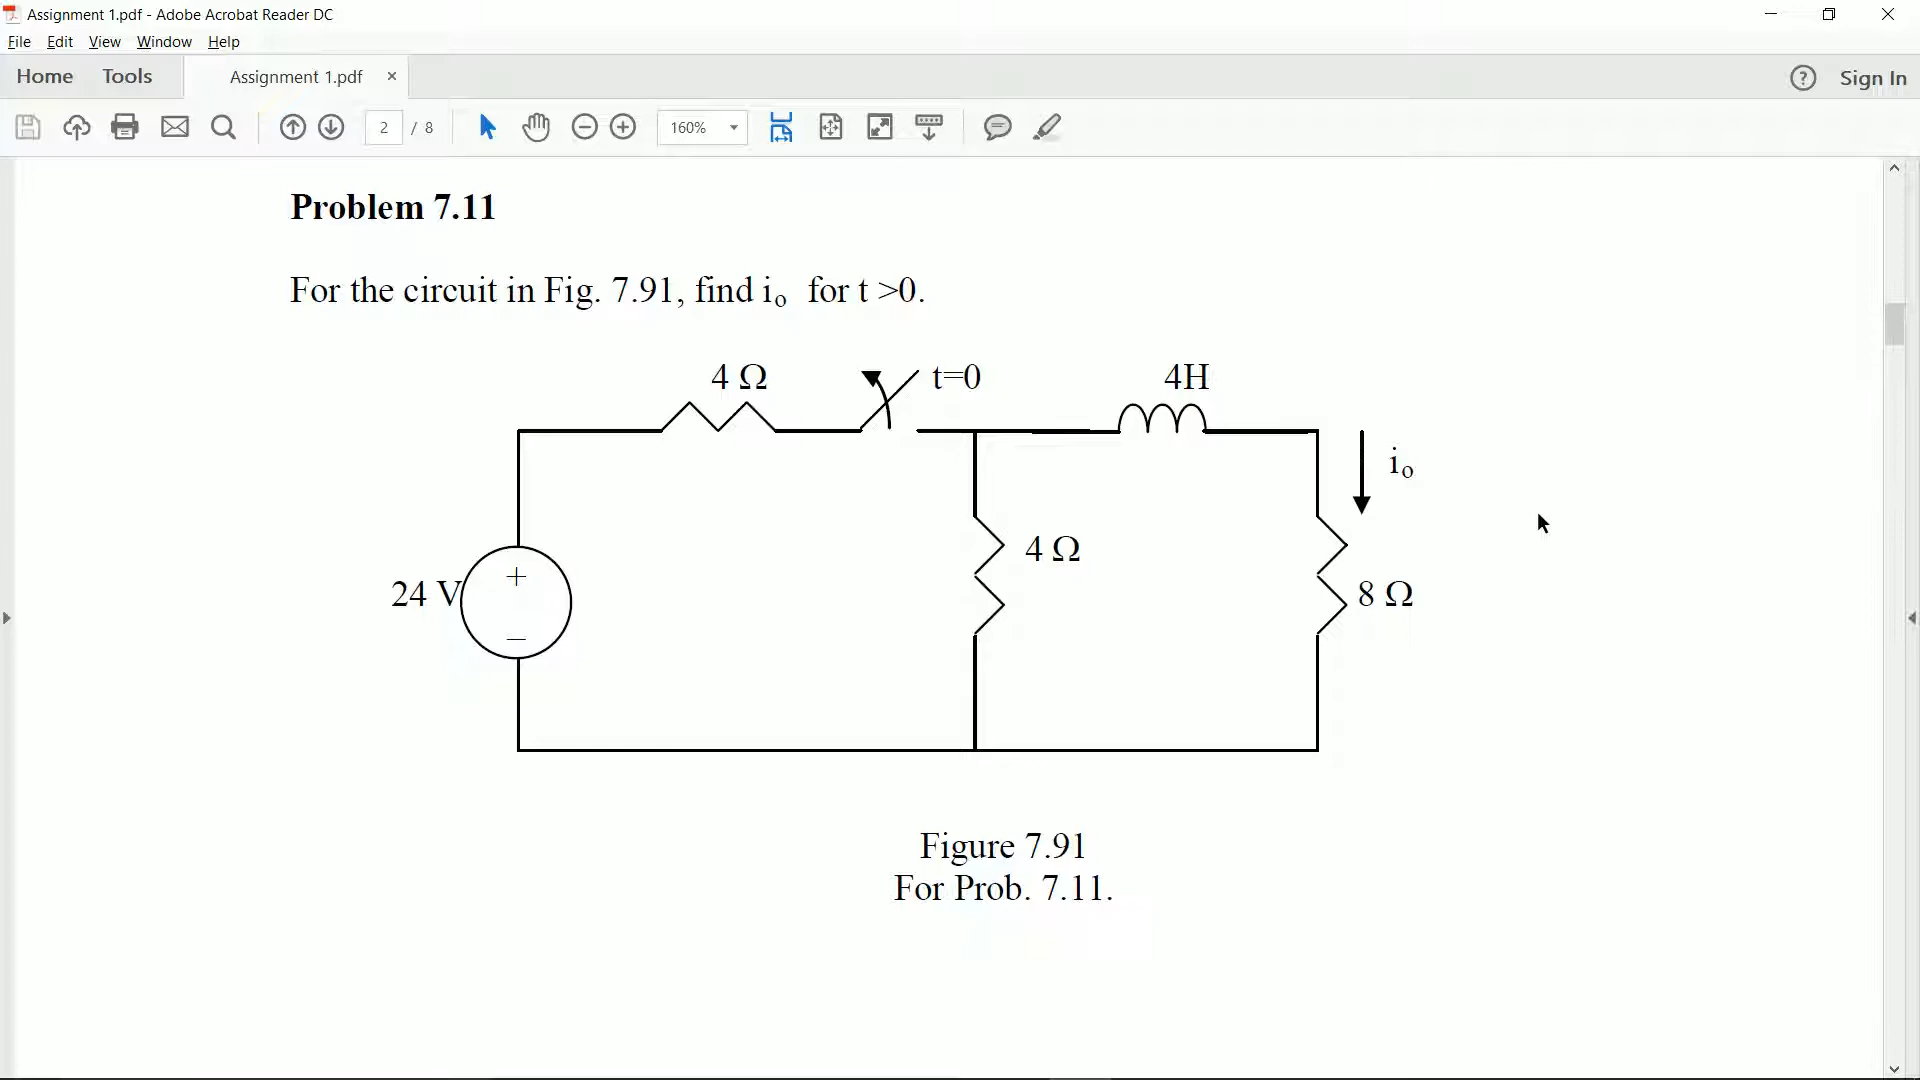 Assignment 1.pdf - Adobe Acrobat Reader DC
File Edit View Window Help
Home Tools Assignment 1.pdf × ? Sign In
2 / 8 160%
Problem 7.11
For the circuit in Fig. 7.91, find iₒ for t >0.
4 Ω t=0 4H
iₒ
4 Ω
24 V + − 8 Ω
Figure 7.91
For Prob. 7.11.